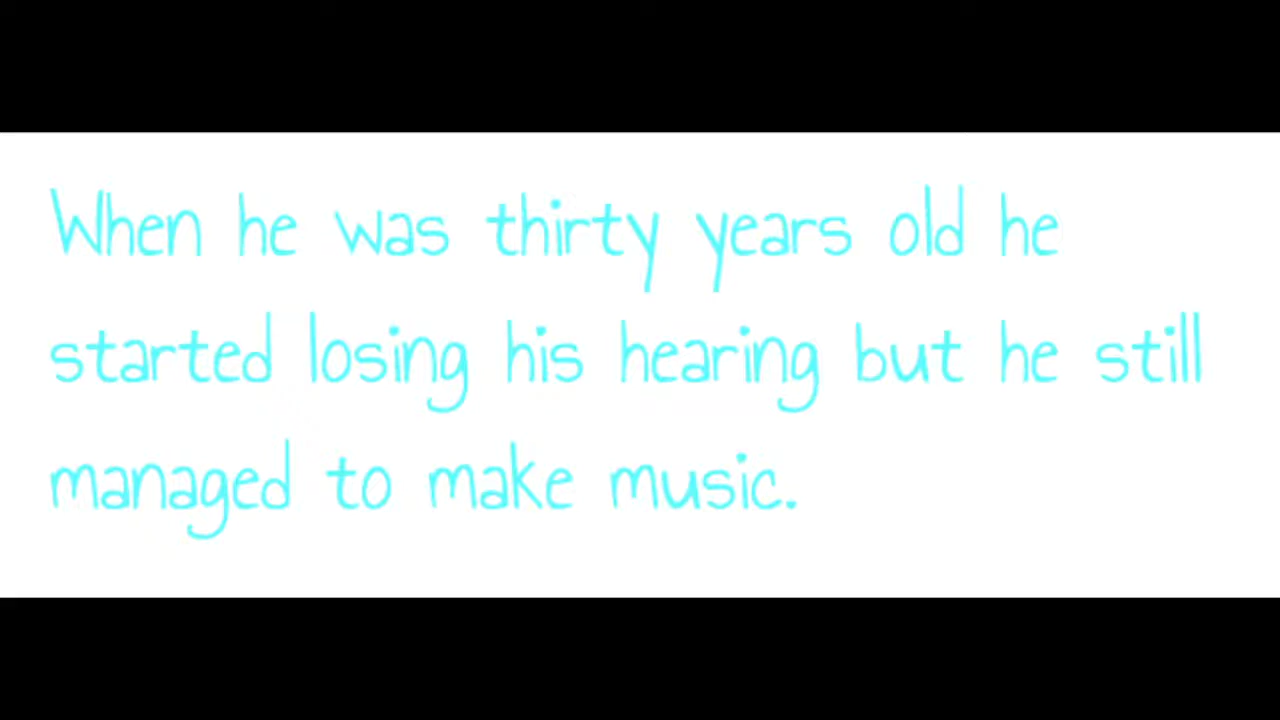 When he was thirty years old he
started losing his hearing but he still
managed to make music.